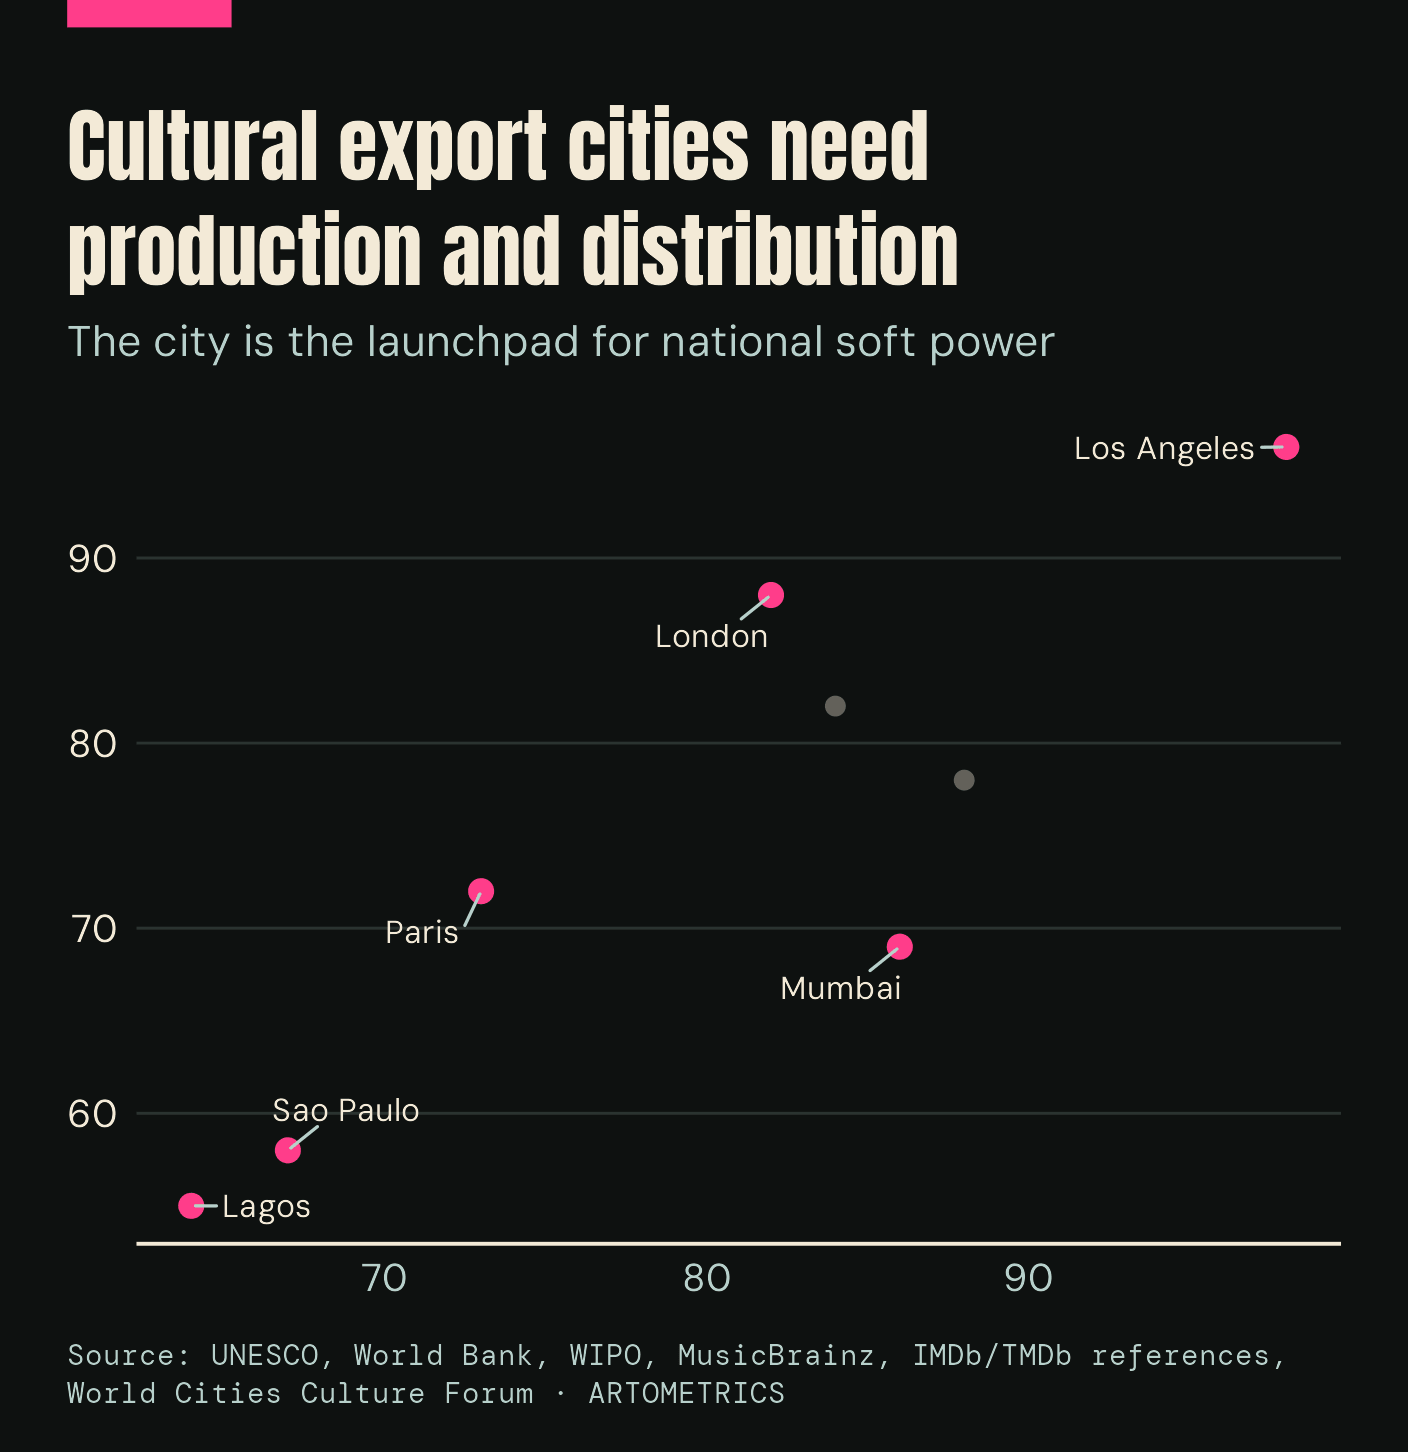 Cultural export cities need
production and distribution
The city is the launchpad for national soft power
Los Angeles
90
London
80
70
Paris
Mumbai
60
Sao Paulo
Lagos
70
80
90
Source: UNESCO, World Bank, WIPO, MusicBrainz, IMDb/TMDb references,
World Cities Culture Forum · ARTOMETRICS